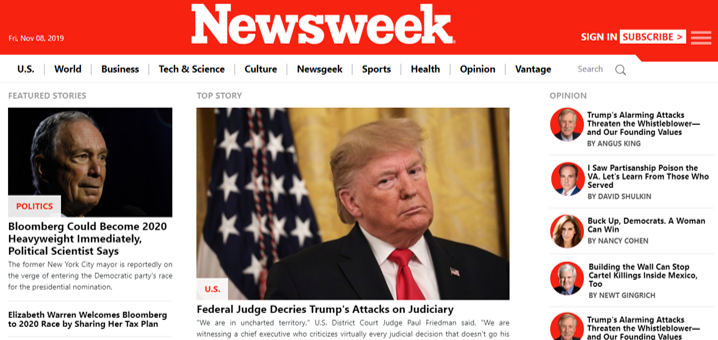 Newsweek
Fri, Nov 08, 2019
SIGN IN SUBSCRIBE >
U.S. World Business Tech & Science Culture Newsgeek Sports Health Opinion Vantage Search
FEATURED STORIES
POLITICS
Bloomberg Could Become 2020
Heavyweight Immediately,
Political Scientist Says
The former New York City mayor is reportedly on
the verge of entering the Democratic party's race
for the presidential nomination.
Elizabeth Warren Welcomes Bloomberg
to 2020 Race by Sharing Her Tax Plan
TOP STORY
U.S.
Federal Judge Decries Trump's Attacks on Judiciary
"We are in uncharted territory," U.S. District Court Judge Paul Friedman said. "We are
witnessing a chief executive who criticizes virtually every judicial decision that doesn't go his
OPINION
Trump's Alarming Attacks
Threaten the Whistleblower—
and Our Founding Values
BY ANGUS KING
I Saw Partisanship Poison the
VA. Let's Learn From Those Who
Served
BY DAVID SHULKIN
Buck Up, Democrats. A Woman
Can Win
BY NANCY COHEN
Building the Wall Can Stop
Cartel Killings Inside Mexico,
Too
BY NEWT GINGRICH
Trump's Alarming Attacks
Threaten the Whistleblower—
and Our Founding Values